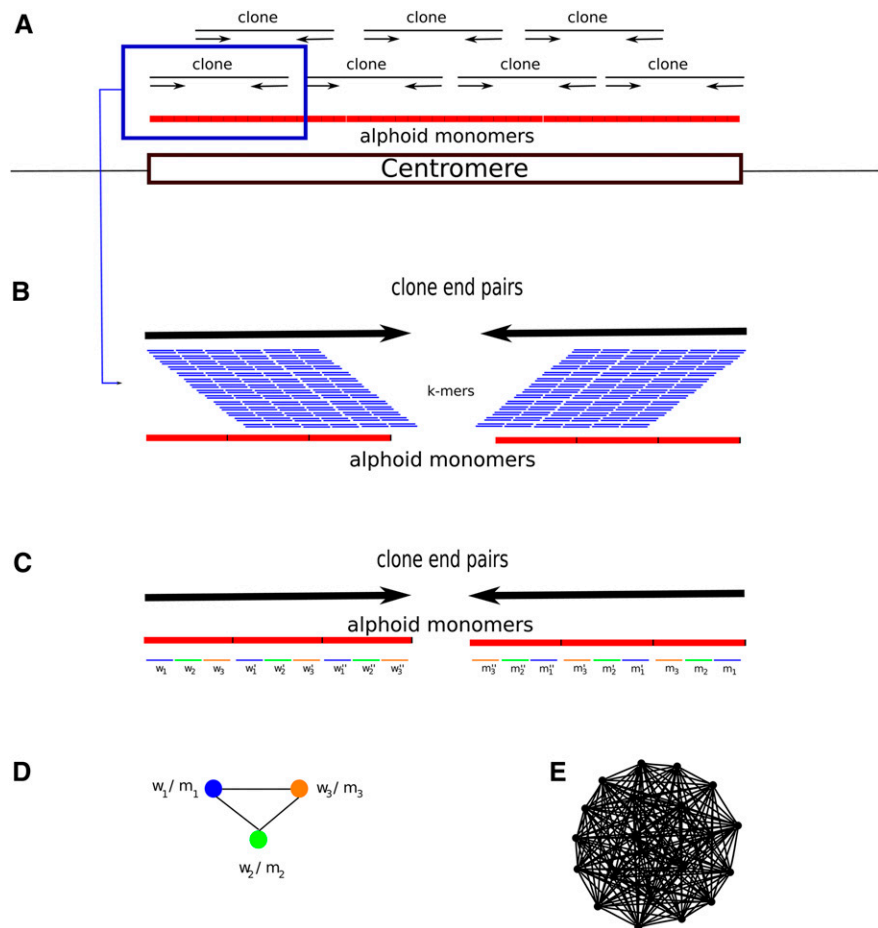 A
clone clone clone
clone clone clone clone
alphoid monomers
Centromere
B
clone end pairs
k-mers
alphoid monomers
C
clone end pairs
alphoid monomers
w₁ w₂ w₃ w₁' w₂' w₃' w₁'' w₂'' w₃'' m₃'' m₂'' m₁'' m₃' m₂' m₁' m₃ m₂ m₁
D E
w₁/ m₁ w₃/ m₃
w₂/ m₂